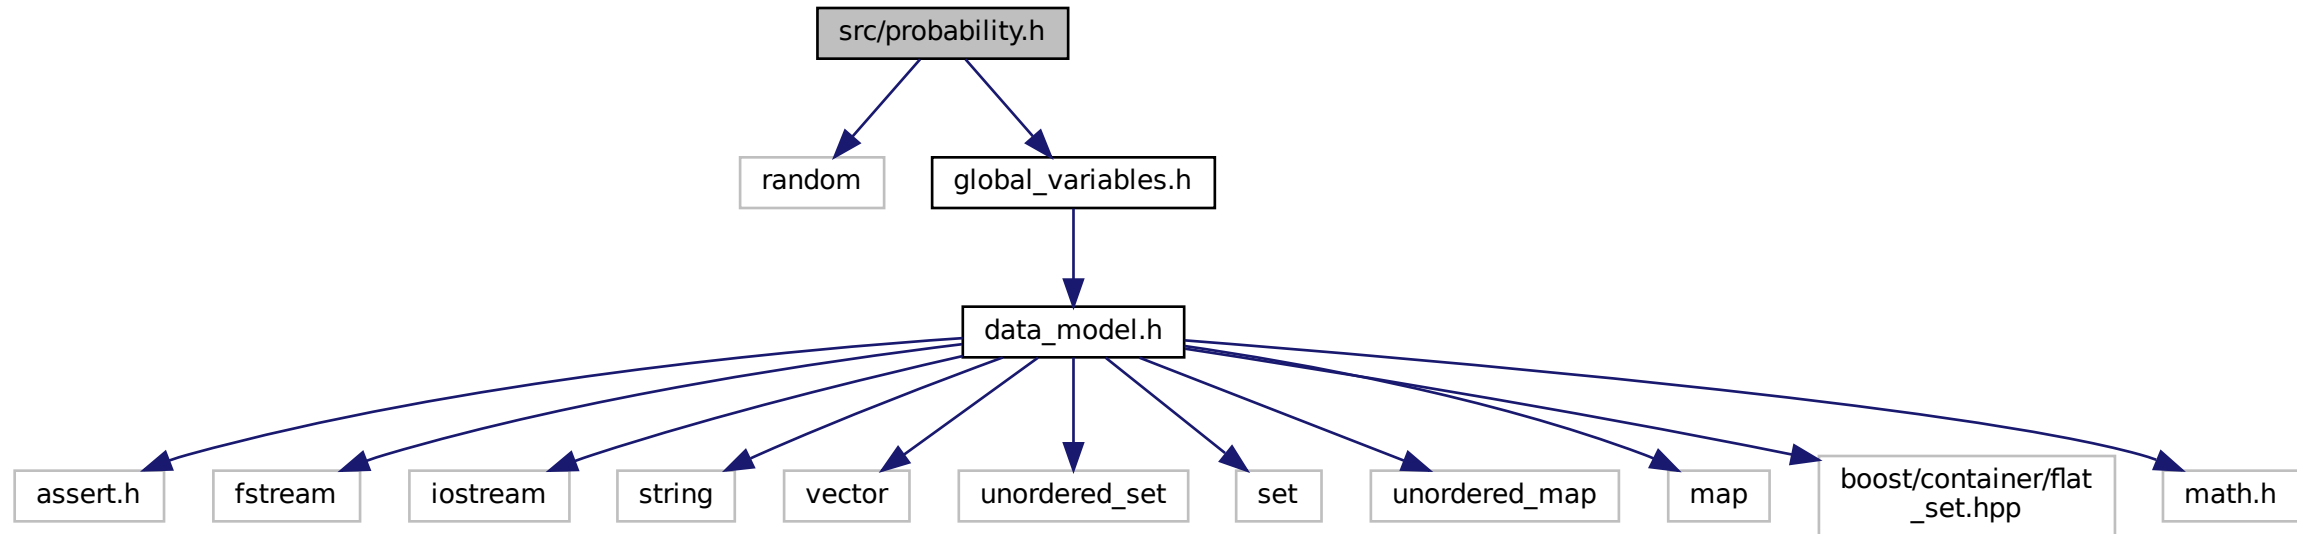 src/probability.h
random
global_variables.h
data_model.h
assert.h
fstream
iostream
string
vector
unordered_set
set
unordered_map
map
boost/container/flat
_set.hpp
math.h